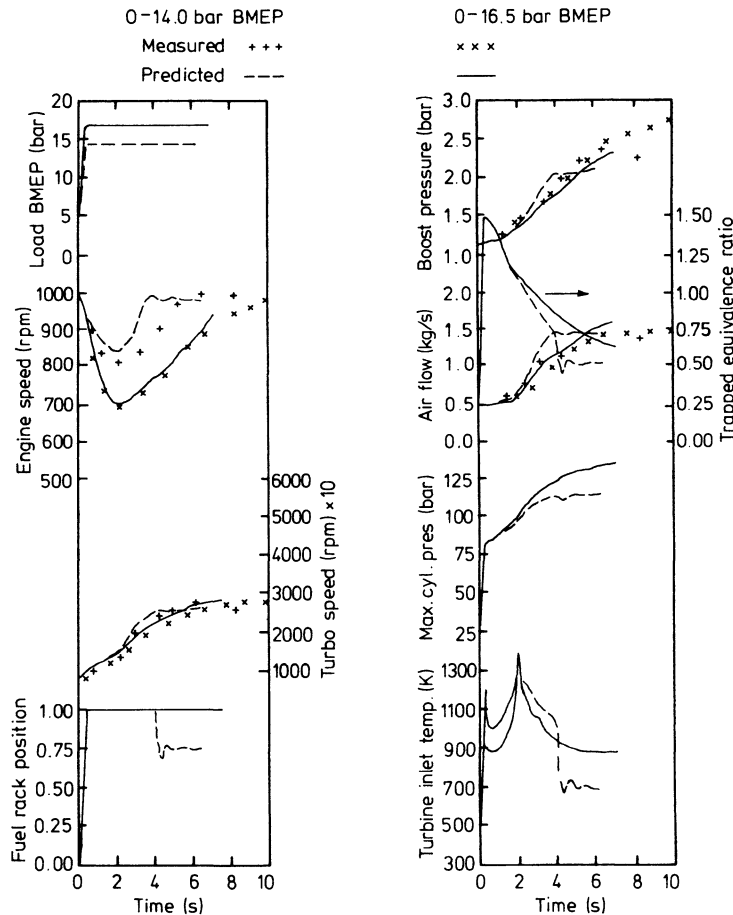 0-14.0 bar BMEP
0-16.5 bar BMEP
Measured + + +
× × ×
Predicted
Load BMEP (bar)
20
15
10
5
0
Engine speed (rpm)
1000
900
800
700
600
500
Turbo speed (rpm) ×10
6000
5000
4000
3000
2000
1000
Fuel rack position
1.00
0.75
0.50
0.25
0.00
0 2 4 6 8 10
Time (s)
Boost pressure (bar)
3.0
2.5
2.0
1.5
1.0
Trapped equivalence ratio
1.50
1.25
1.00
0.75
0.50
0.25
0.00
Air flow (kg/s)
2.0
1.5
1.0
0.5
0.0
Max. cyl. pres (bar)
125
100
75
50
25
Turbine inlet temp. (K)
1300
1100
900
700
500
300
0 2 4 6 8 10
Time (s)